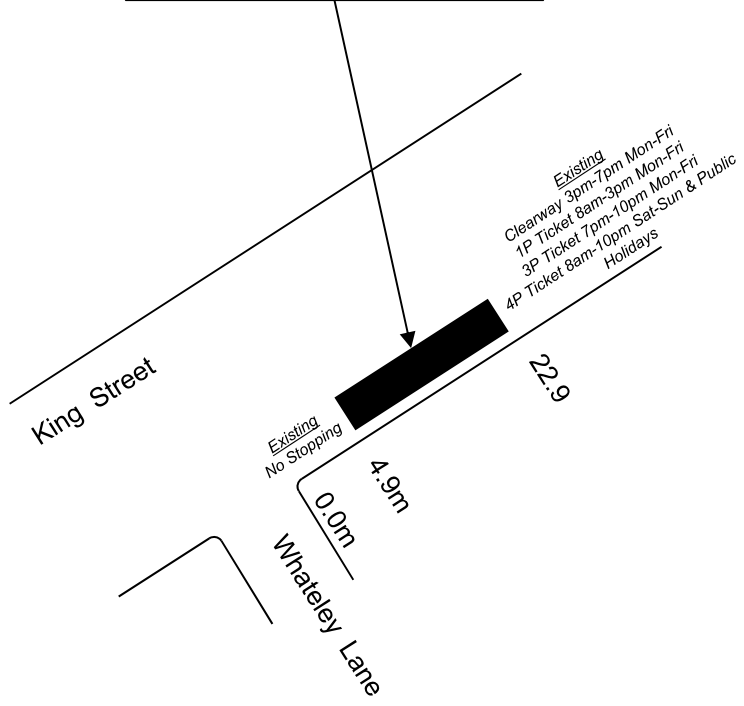 Existing
Clearway 3pm-7pm Mon-Fri
1P Ticket 8am-3pm Mon-Fri
3P Ticket 7pm-10pm Mon-Fri
4P Ticket 8am-10pm Sat-Sun & Public
Holidays
King Street
22.9
Existing
No Stopping
4.9m
0.0m
Whateley Lane